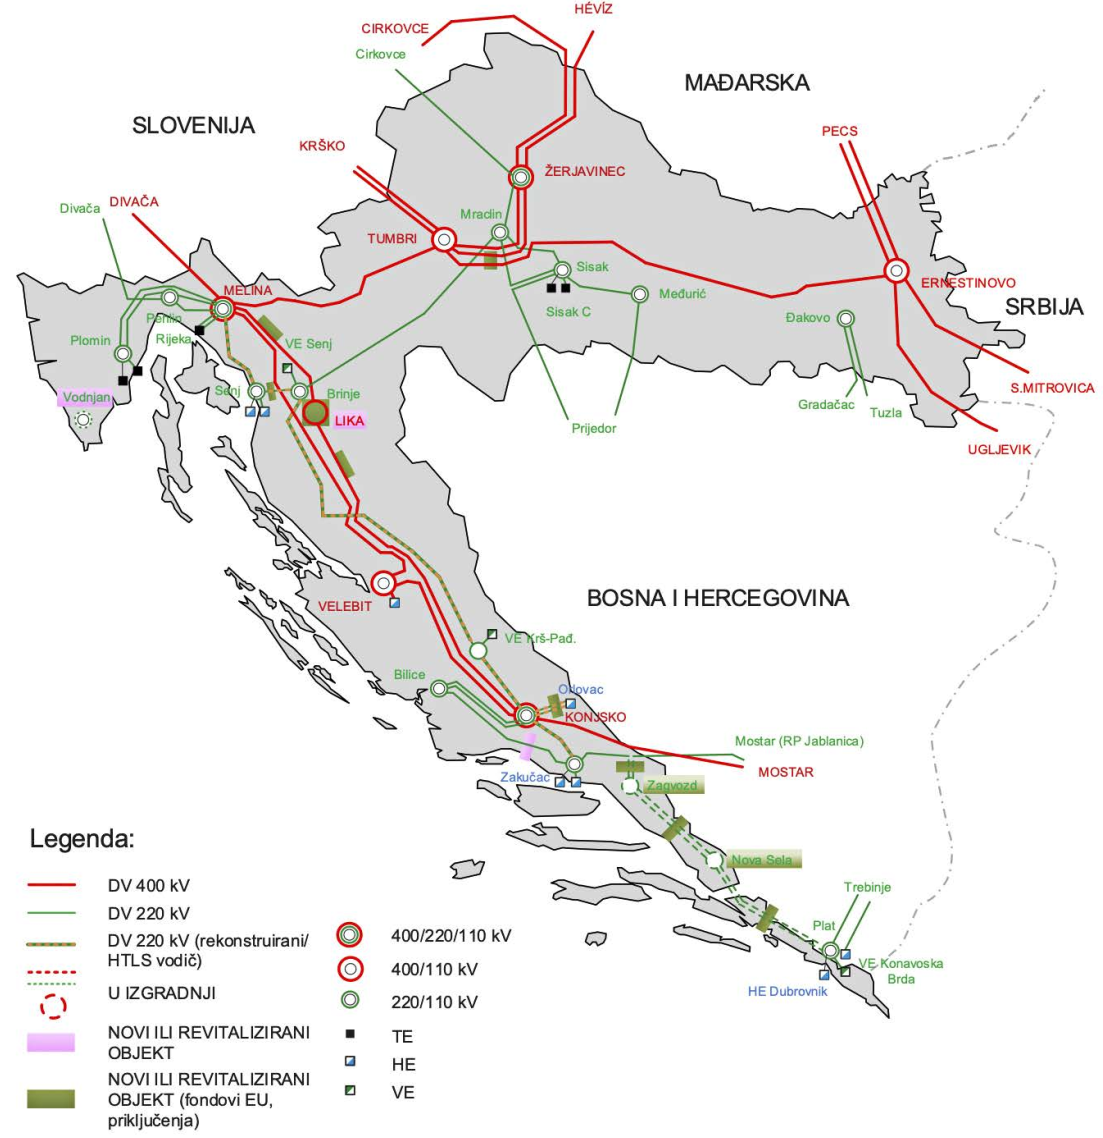 HÉVÍZ
CIRKOVCE
Cirkovce
MAĐARSKA
SLOVENIJA
PECS
KRŠKO
ŽERJAVINEC
DIVAČA
Divača
Mraclin
TUMBRI
Sisak
ERNESTINOVO
MELINA
Međurić
SRBIJA
Pehlin
Sisak C
Đakovo
Rijeka
Plomin
VE Senj
S.MITROVICA
Senj
Brinje
Vodnjan
Gradačac
Tuzla
LIKA
Prijedor
UGLJEVIK
BOSNA I HERCEGOVINA
VELEBIT
VE Krš-Pađ.
Bilice
Orlovac
KONJSKO
Mostar (RP Jablanica)
MOSTAR
Zakučac
Zagvozd
Nova Sela
Trebinje
Plat
VE Konavoska
Brda
HE Dubrovnik
Legenda:
DV 400 kV
DV 220 kV
DV 220 kV (rekonstruirani/
HTLS vodič)
U IZGRADNJI
NOVI ILI REVITALIZIRANI
OBJEKT
NOVI ILI REVITALIZIRANI
OBJEKT (fondovi EU,
priključenja)
400/220/110 kV
400/110 kV
220/110 kV
TE
HE
VE